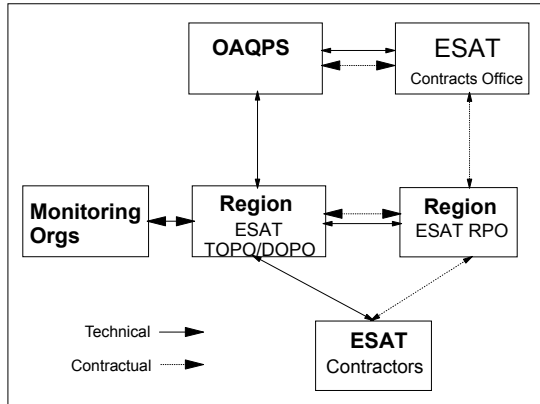 OAQPS
ESAT
Contracts Office
Monitoring
Orgs
Region
ESAT
TOPO/DOPO
Region
ESAT RPO
ESAT
Contractors
Technical
Contractual